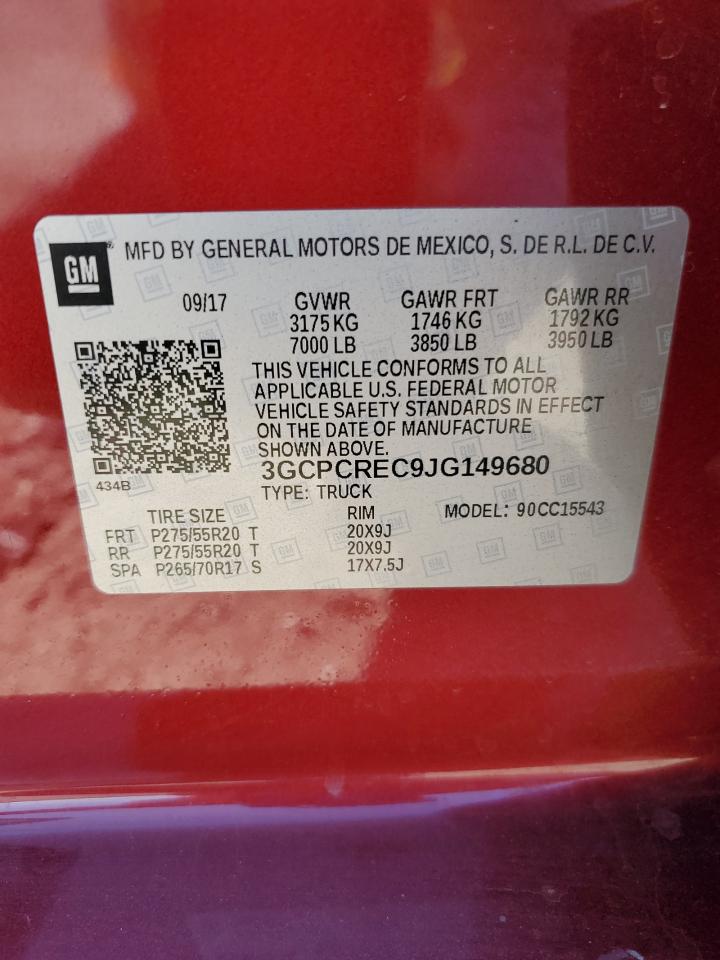 GM
MFD BY GENERAL MOTORS DE MEXICO, S. DE R.L. DE C.V.
09/17 GVWR GAWR FRT GAWR RR
3175 KG 1746 KG 1792 KG
7000 LB 3850 LB 3950 LB
THIS VEHICLE CONFORMS TO ALL
APPLICABLE U.S. FEDERAL MOTOR
VEHICLE SAFETY STANDARDS IN EFFECT
ON THE DATE OF MANUFACTURE
SHOWN ABOVE.
434B
3GCPCREC9JG149680
TYPE: TRUCK
TIRE SIZE RIM MODEL: 90CC15543
FRT P275/55R20 T 20X9J
RR P275/55R20 T 20X9J
SPA P265/70R17 S 17X7.5J